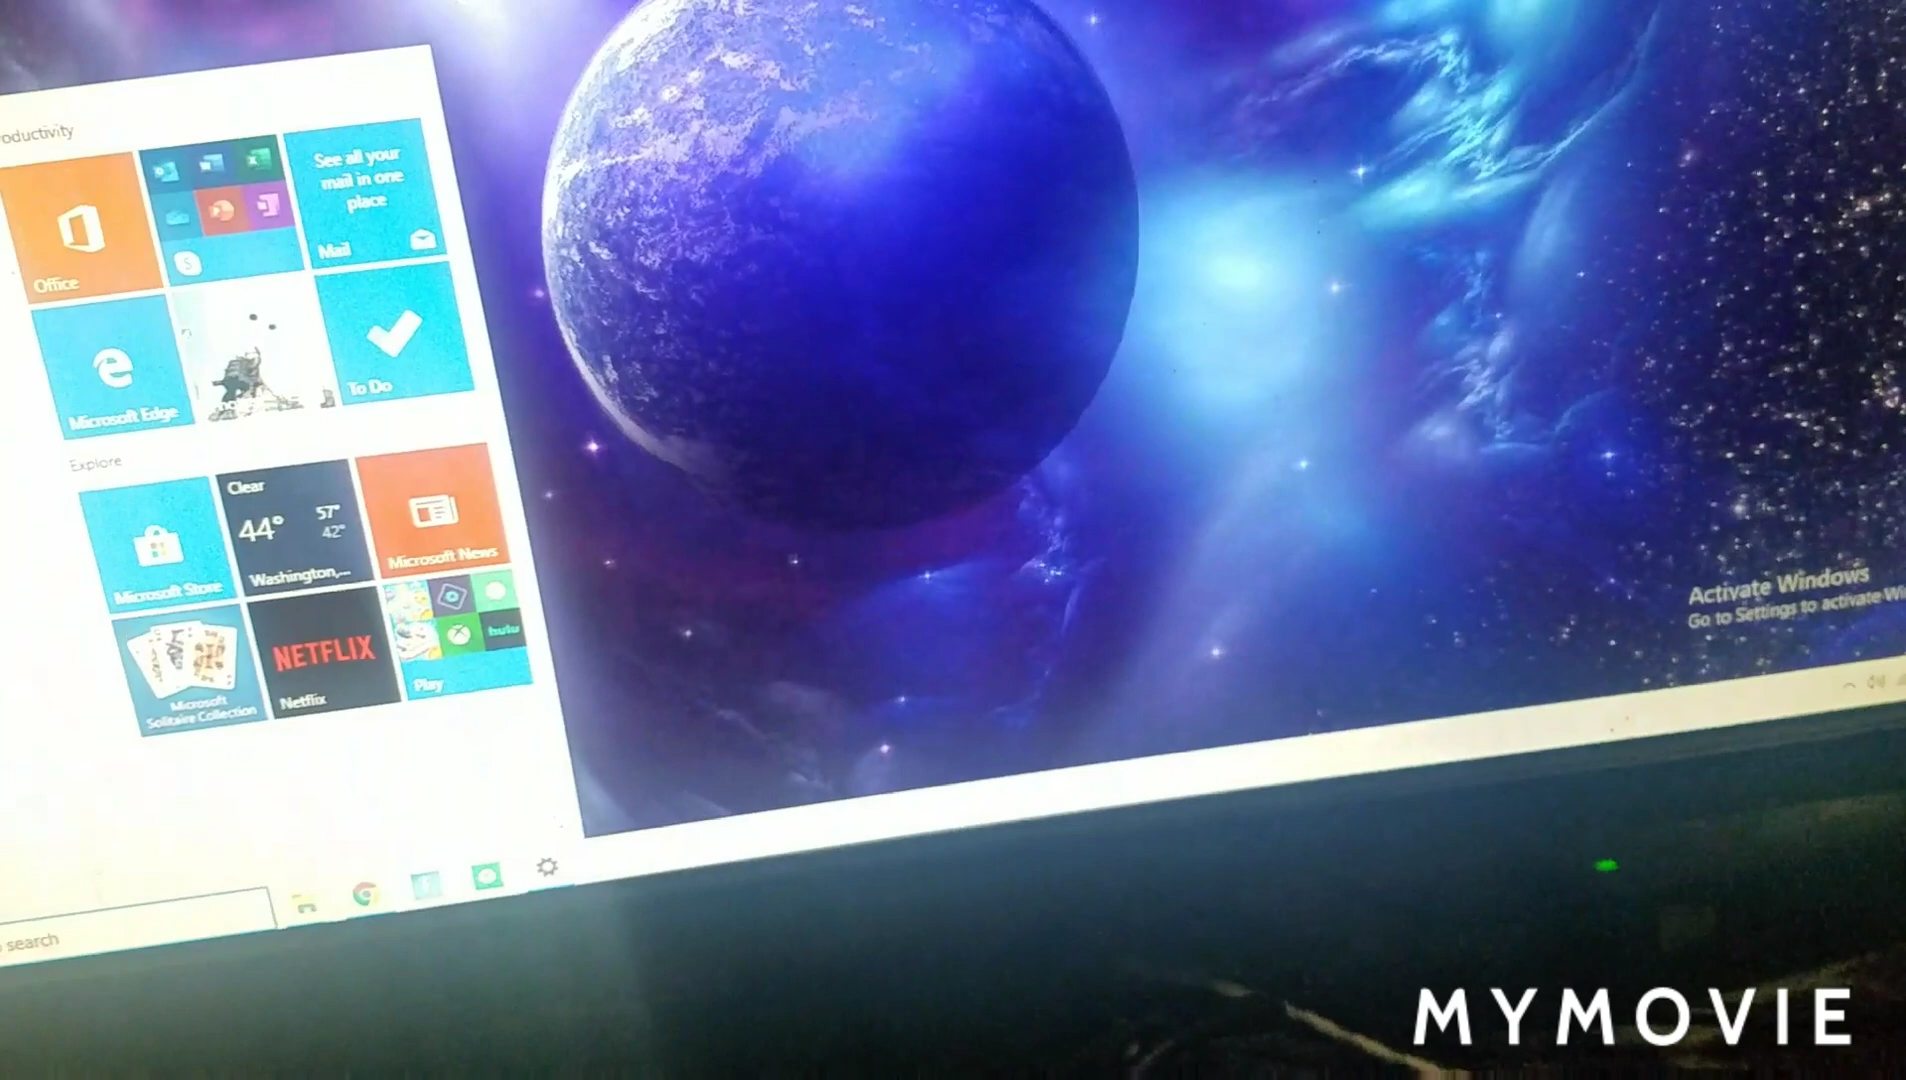 oductivity
See all your
mail in one
place
Mail
Office
Microsoft Edge
To Do
Explore
Clear
44°
57°
42°
Washington,...
Microsoft News
Microsoft Store
NETFLIX
Netflix
hulu
Play
Microsoft
Solitaire Collection
Activate Windows
Go to Settings to activate Wi
search
MYMOVIE